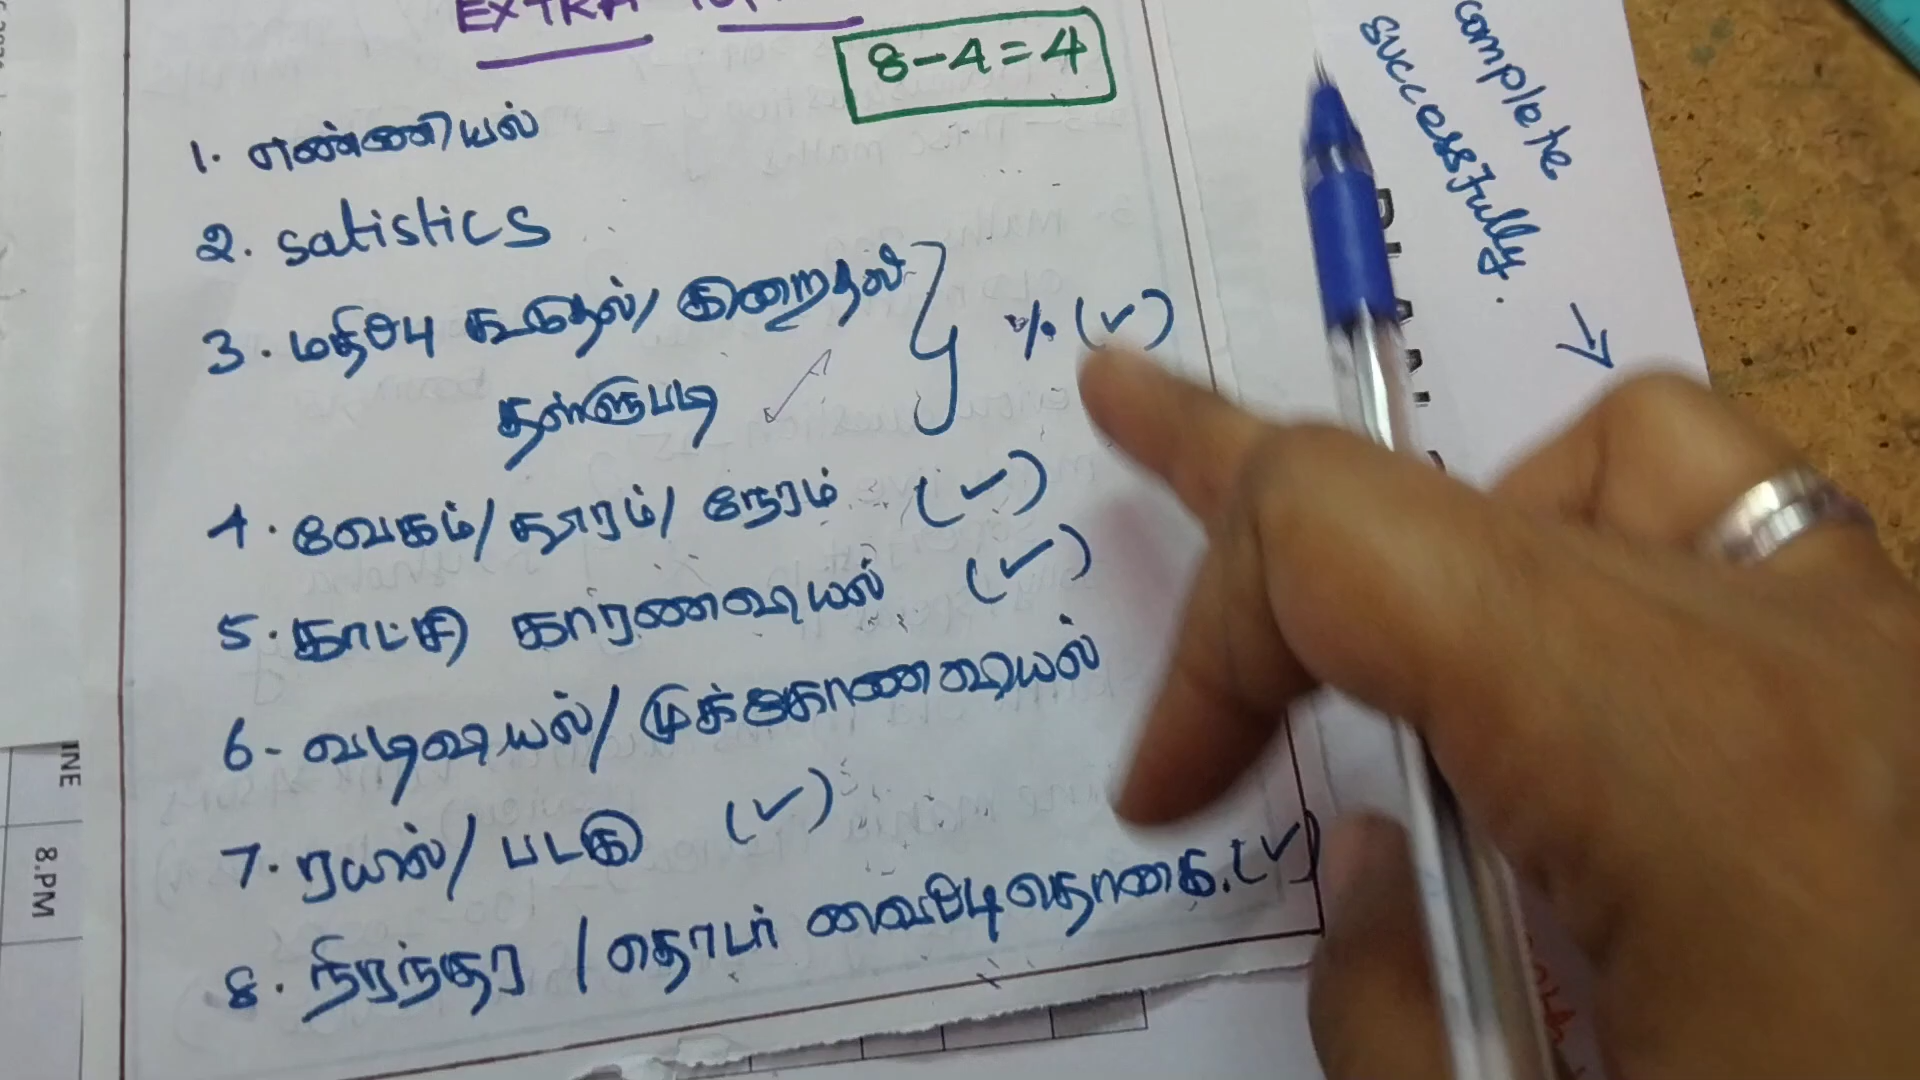 EXTRA
8-4=4
1. எண்ணியல்
2. satistics
3. மதிப்பு கூடுதல்/ குறைதல் } % (✓)
தள்ளுபடி
4. வேகம்/ தூரம்/ நேரம் (✓)
5. காட்சி காரணவியல் (✓)
6- வடிவியல்/ முக்கோணவியல்
7. ரயில்/ படகு (✓)
8. நிரந்தர / தொடர் வைப்பு தொகை. (✓)
complete
successfully.
→
INE
8.PM